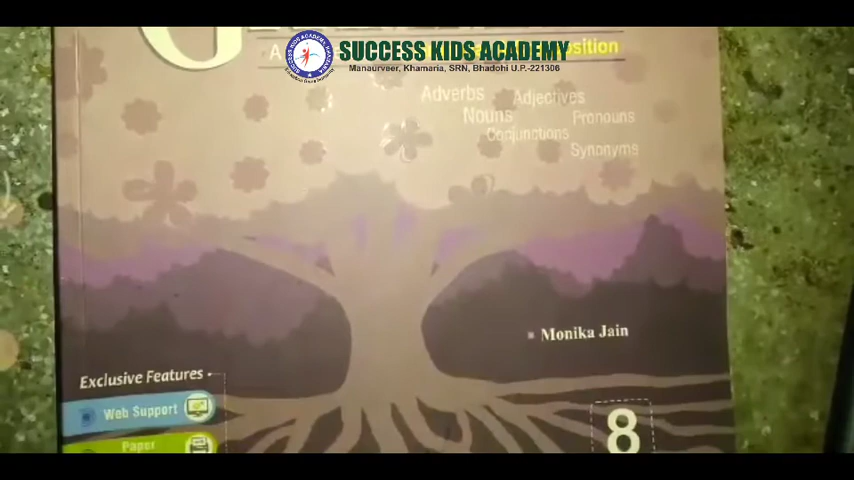 SUCCESS KIDS ACADEMY
Manaurveer, Khamaria, SRN, Bhadohi U.P.-221306
Adverbs
Adjectives
Nouns
Pronouns
Conjunctions
Synonyms
Monika Jain
Exclusive Features
Web Support
Paper
8